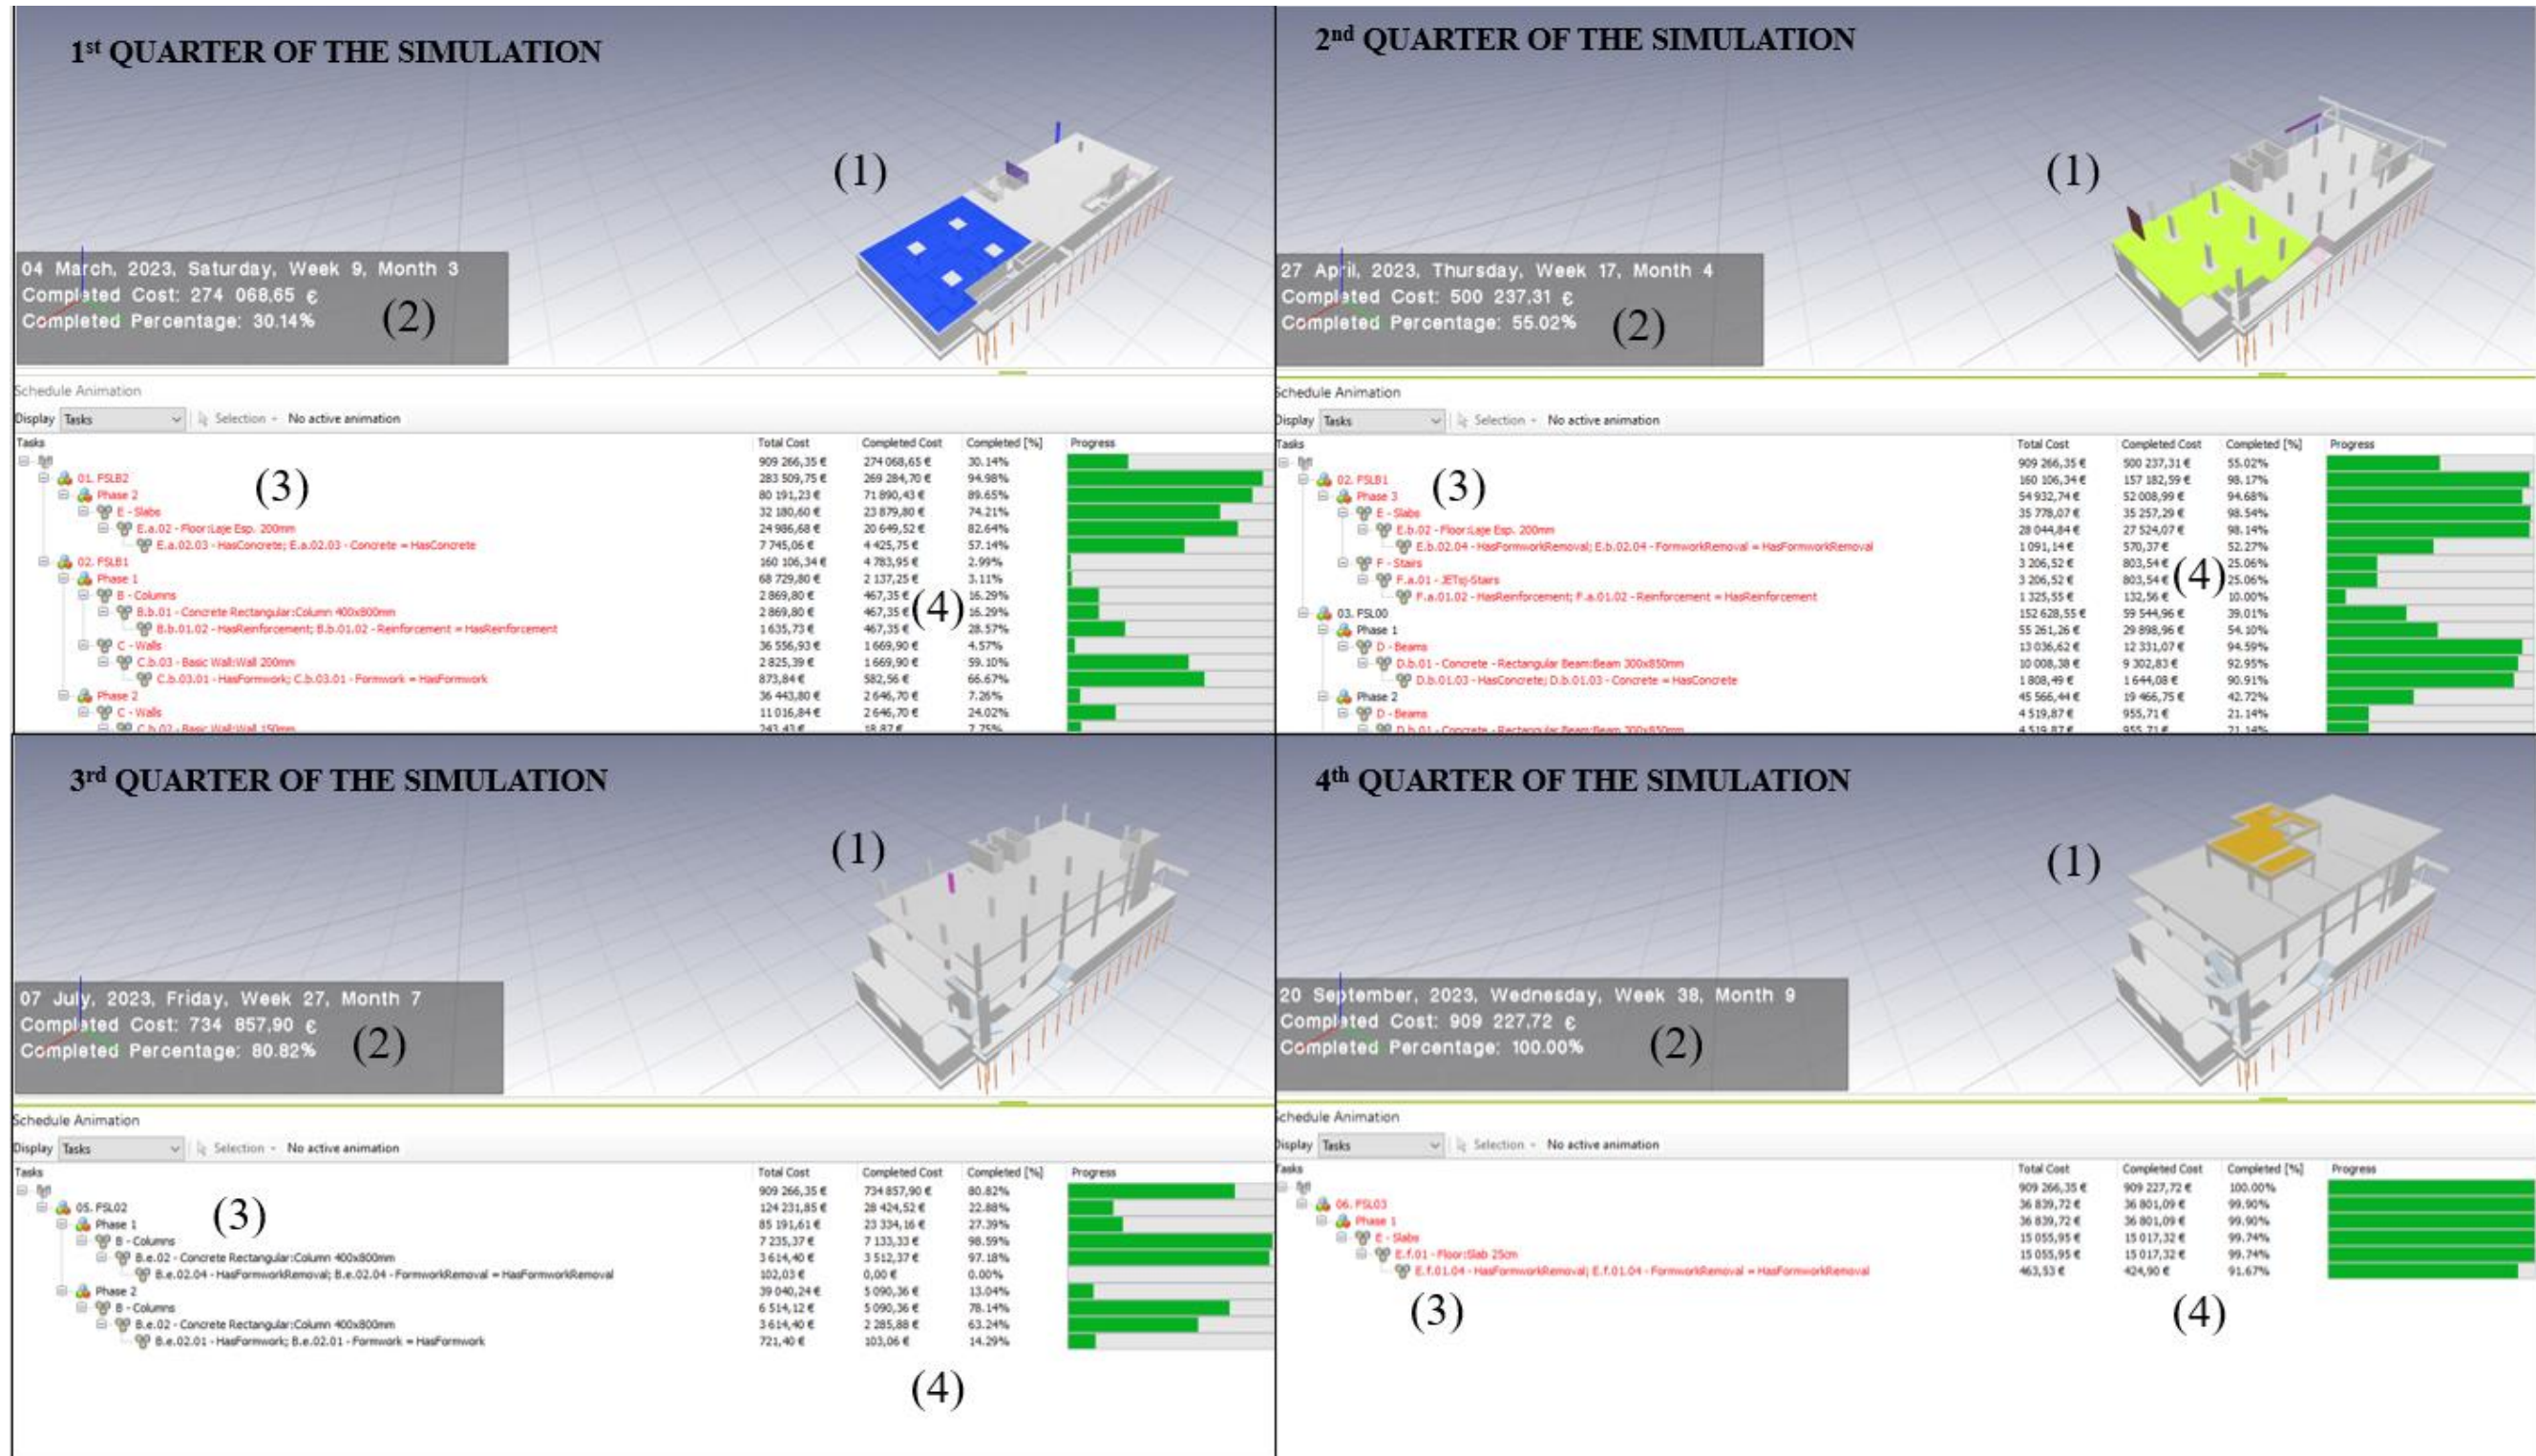 1st QUARTER OF THE SIMULATION
(1)
04 March, 2023, Saturday, Week 9, Month 3
Completed Cost: 274 068,65 €
Completed Percentage: 30.14%
(2)
Schedule Animation
Display Tasks Selection No active animation
Tasks Total Cost Completed Cost Completed [%] Progress
909 266,35 € 274 068,65 € 30.14%
01. FSLB2 283 509,75 € 269 284,70 € 94.98%
(3)
Phase 2 80 191,23 € 71 890,43 € 89.65%
E - Slabs 32 180,60 € 23 879,80 € 74.21%
E.a.02 - Floor:Laje Esp. 200mm 24 986,68 € 20 649,52 € 82.64%
E.a.02.03 - HasConcrete; E.a.02.03 - Concrete = HasConcrete 7 745,06 € 4 425,75 € 57.14%
02. FSLB1 160 106,34 € 4 783,95 € 2.99%
Phase 1 68 729,80 € 2 137,25 € 3.11%
B - Columns 2 869,80 € 467,35 € 16.29%
(4)
B.b.01 - Concrete Rectangular:Column 400x800mm 2 869,80 € 467,35 € 16.29%
B.b.01.02 - HasReinforcement; B.b.01.02 - Reinforcement = HasReinforcement 1 635,73 € 467,35 € 28.57%
C - Walls 36 556,93 € 1 669,90 € 4.57%
C.b.03 - Basic Wall:Wall 200mm 2 825,39 € 1 669,90 € 59.10%
C.b.03.01 - HasFormwork; C.b.03.01 - Formwork = HasFormwork 873,84 € 582,56 € 66.67%
Phase 2 36 443,80 € 2 646,70 € 7.26%
C - Walls 11 016,84 € 2 646,70 € 24.02%
C.b.02 - Basic Wall:Wall 150mm 243,43 € 18,87 € 7.75%
2nd QUARTER OF THE SIMULATION
(1)
27 April, 2023, Thursday, Week 17, Month 4
Completed Cost: 500 237,31 €
Completed Percentage: 55.02%
(2)
Schedule Animation
Display Tasks Selection No active animation
Tasks Total Cost Completed Cost Completed [%] Progress
909 266,35 € 500 237,31 € 55.02%
02. FSLB1 160 106,34 € 157 182,59 € 98.17%
(3)
Phase 3 54 932,74 € 52 008,99 € 94.68%
E - Slabs 35 778,07 € 35 257,29 € 98.54%
E.b.02 - Floor:Laje Esp. 200mm 28 044,84 € 27 524,07 € 98.14%
E.b.02.04 - HasFormworkRemoval; E.b.02.04 - FormworkRemoval = HasFormworkRemoval 1 091,14 € 570,37 € 52.27%
F - Stairs 3 206,52 € 803,54 € 25.06%
(4)
F.a.01 - JETsj-Stairs 3 206,52 € 803,54 € 25.06%
F.a.01.02 - HasReinforcement; F.a.01.02 - Reinforcement = HasReinforcement 1 325,55 € 132,56 € 10.00%
03. FSL00 152 628,55 € 59 544,96 € 39.01%
Phase 1 55 261,26 € 29 898,96 € 54.10%
D - Beams 13 036,62 € 12 331,07 € 94.59%
D.b.01 - Concrete - Rectangular Beam:Beam 300x850mm 10 008,38 € 9 302,83 € 92.95%
D.b.01.03 - HasConcrete; D.b.01.03 - Concrete = HasConcrete 1 808,49 € 1 644,08 € 90.91%
Phase 2 45 566,44 € 19 466,75 € 42.72%
D - Beams 4 519,87 € 955,71 € 21.14%
D.b.01 - Concrete - Rectangular Beam:Beam 300x850mm 4 519,87 € 955,71 € 21.14%
3rd QUARTER OF THE SIMULATION
(1)
07 July, 2023, Friday, Week 27, Month 7
Completed Cost: 734 857,90 €
Completed Percentage: 80.82%
(2)
Schedule Animation
Display Tasks Selection No active animation
Tasks Total Cost Completed Cost Completed [%] Progress
909 266,35 € 734 857,90 € 80.82%
05. FSL02 124 231,85 € 28 424,52 € 22.88%
(3)
Phase 1 85 191,61 € 23 334,16 € 27.39%
B - Columns 7 235,37 € 7 133,33 € 98.59%
B.e.02 - Concrete Rectangular:Column 400x800mm 3 614,40 € 3 512,37 € 97.18%
B.e.02.04 - HasFormworkRemoval; B.e.02.04 - FormworkRemoval = HasFormworkRemoval 102,03 € 0,00 € 0.00%
Phase 2 39 040,24 € 5 090,36 € 13.04%
B - Columns 6 514,12 € 5 090,36 € 78.14%
B.e.02 - Concrete Rectangular:Column 400x800mm 3 614,40 € 2 285,88 € 63.24%
B.e.02.01 - HasFormwork; B.e.02.01 - Formwork = HasFormwork 721,40 € 103,06 € 14.29%
(4)
4th QUARTER OF THE SIMULATION
(1)
20 September, 2023, Wednesday, Week 38, Month 9
Completed Cost: 909 227,72 €
Completed Percentage: 100.00%
(2)
Schedule Animation
Display Tasks Selection No active animation
Tasks Total Cost Completed Cost Completed [%] Progress
909 266,35 € 909 227,72 € 100.00%
06. FSL03 36 839,72 € 36 801,09 € 99.90%
Phase 1 36 839,72 € 36 801,09 € 99.90%
E - Slabs 15 055,95 € 15 017,32 € 99.74%
E.f.01 - Floor:Slab 25cm 15 055,95 € 15 017,32 € 99.74%
E.f.01.04 - HasFormworkRemoval; E.f.01.04 - FormworkRemoval = HasFormworkRemoval 463,53 € 424,90 € 91.67%
(3)
(4)